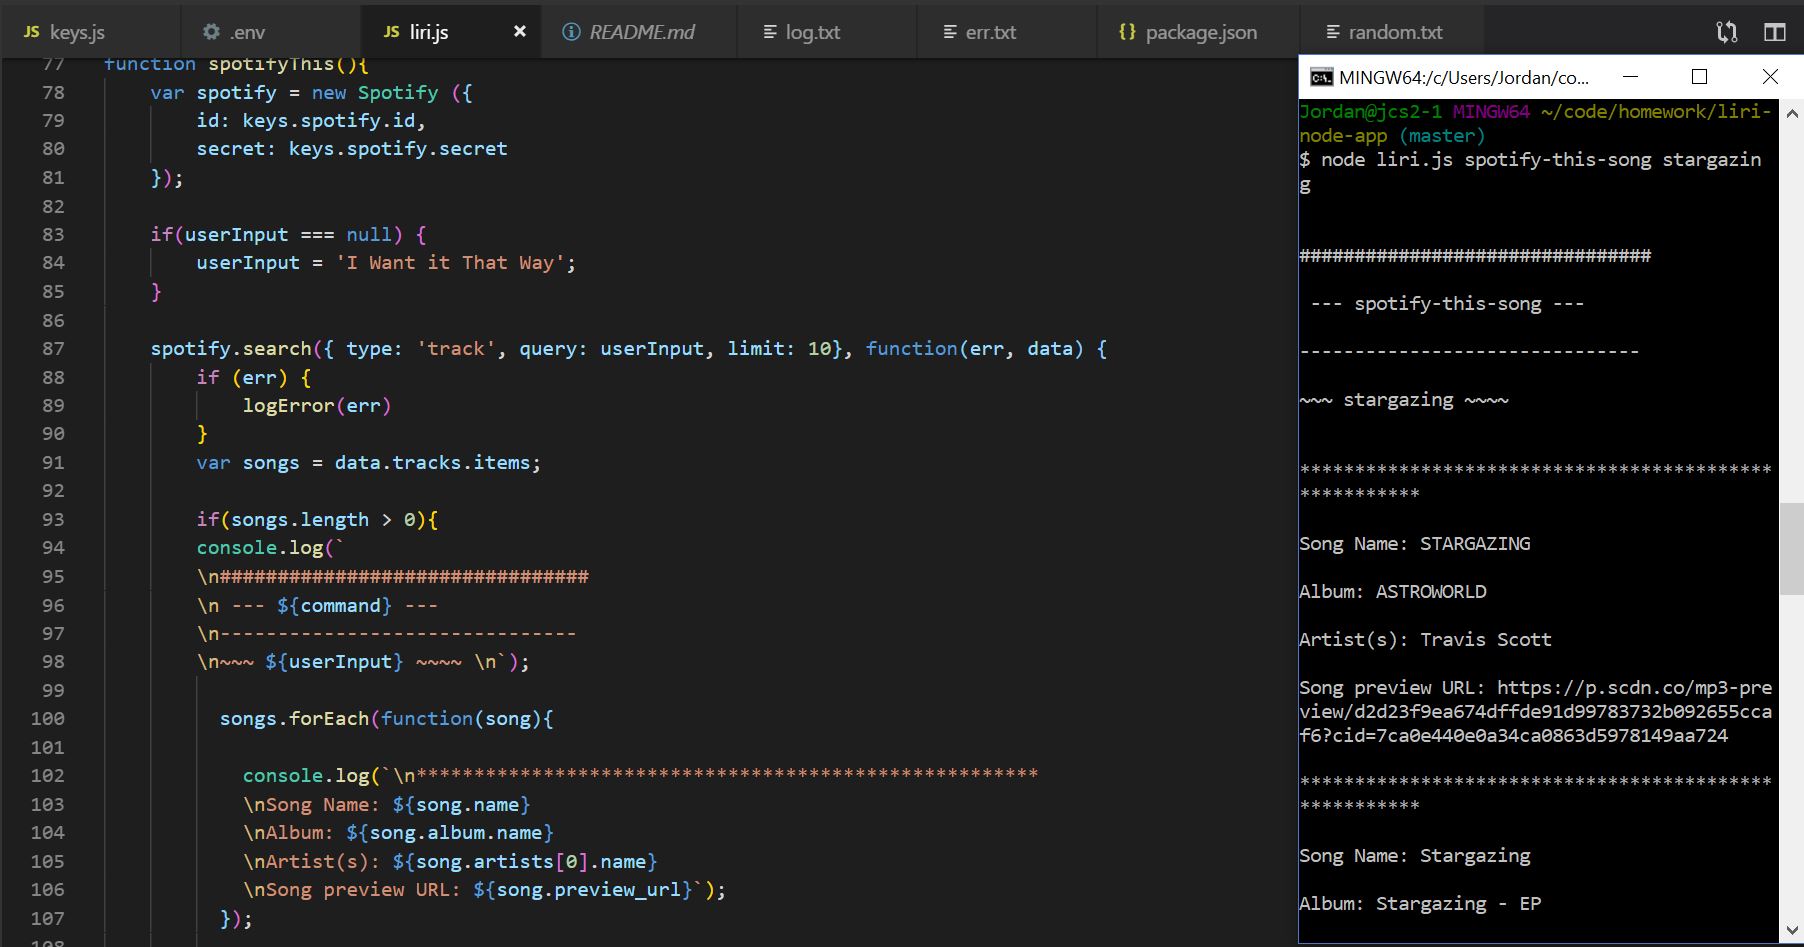 keys.js
.env
liri.js
README.md
log.txt
err.txt
package.json
random.txt
77 function spotifyThis(){
78 var spotify = new Spotify ({
79 id: keys.spotify.id,
80 secret: keys.spotify.secret
81 });
82
83 if(userInput === null) {
84 userInput = 'I Want it That Way';
85 }
86
87 spotify.search({ type: 'track', query: userInput, limit: 10}, function(err, data) {
88 if (err) {
89 logError(err)
90 }
91 var songs = data.tracks.items;
92
93 if(songs.length > 0){
94 console.log(`
95 \n################################
96 \n --- ${command} ---
97 \n-------------------------------
98 \n~~~ ${userInput} ~~~~ \n`);
99
100 songs.forEach(function(song){
101
102 console.log(`\n******************************************************
103 \nSong Name: ${song.name}
104 \nAlbum: ${song.album.name}
105 \nArtist(s): ${song.artists[0].name}
106 \nSong preview URL: ${song.preview_url}`);
107 });
108
MINGW64:/c/Users/Jordan/co...
Jordan@jcs2-1 MINGW64 ~/code/homework/liri-
node-app (master)
$ node liri.js spotify-this-song stargazin
g
################################
--- spotify-this-song ---
-------------------------------
~~~ stargazing ~~~~
*******************************************
***********
Song Name: STARGAZING
Album: ASTROWORLD
Artist(s): Travis Scott
Song preview URL: https://p.scdn.co/mp3-pre
view/d2d23f9ea674dffde91d99783732b092655cca
f6?cid=7ca0e440e0a34ca0863d5978149aa724
*******************************************
***********
Song Name: Stargazing
Album: Stargazing - EP